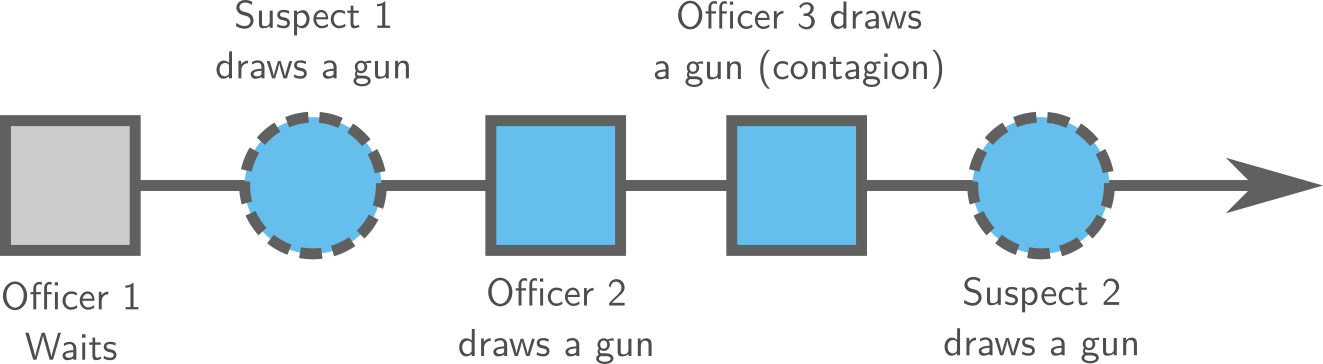 Suspect 1
draws a gun
Officer 3 draws
a gun (contagion)
Officer 1
Waits
Officer 2
draws a gun
Suspect 2
draws a gun